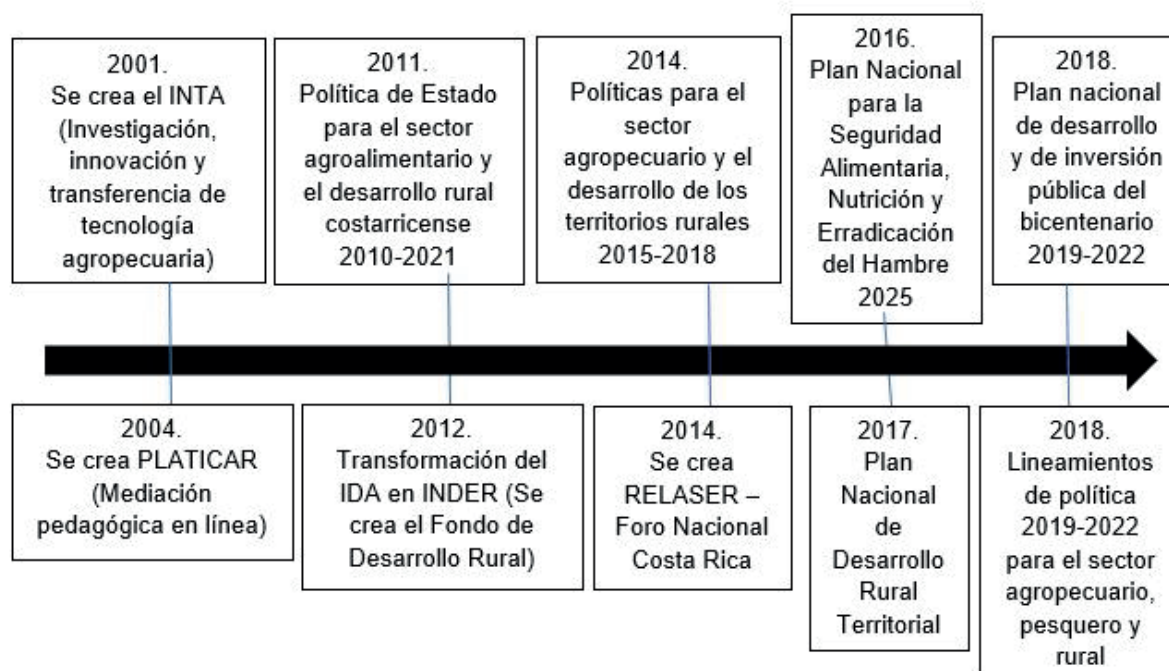 2001.
Se crea el INTA
(Investigación,
innovación y
transferencia de
tecnología
agropecuaria)
2011.
Política de Estado
para el sector
agroalimentario y
el desarrollo rural
costarricense
2010-2021
2014.
Políticas para el
sector
agropecuario y el
desarrollo de los
territorios rurales
2015-2018
2016.
Plan Nacional
para la
Seguridad
Alimentaria,
Nutrición y
Erradicación
del Hambre
2025
2018.
Plan nacional
de desarrollo
y de inversión
pública del
bicentenario
2019-2022
2004.
Se crea PLATICAR
(Mediación
pedagógica en línea)
2012.
Transformación del
IDA en INDER (Se
crea el Fondo de
Desarrollo Rural)
2014.
Se crea
RELASER –
Foro Nacional
Costa Rica
2017.
Plan
Nacional
de
Desarrollo
Rural
Territorial
2018.
Lineamientos
de política
2019-2022
para el sector
agropecuario,
pesquero y
rural